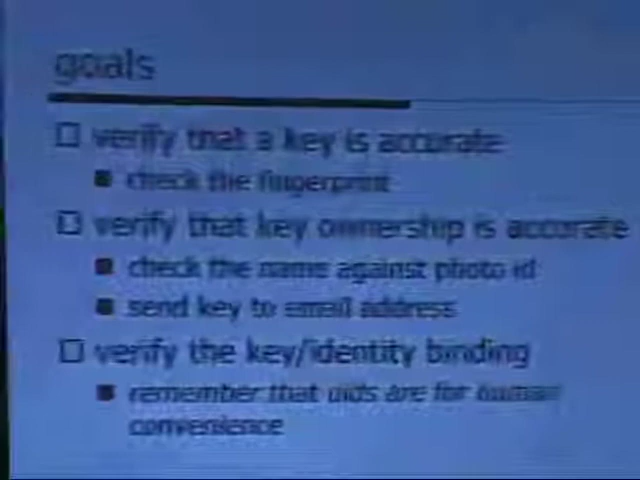 goals
verify that a key is accurate
check the fingerprint
verify that key ownership is accurate
check the name against photo id
send key to email address
verify the key/identity binding
remember that uids are for human
convenience